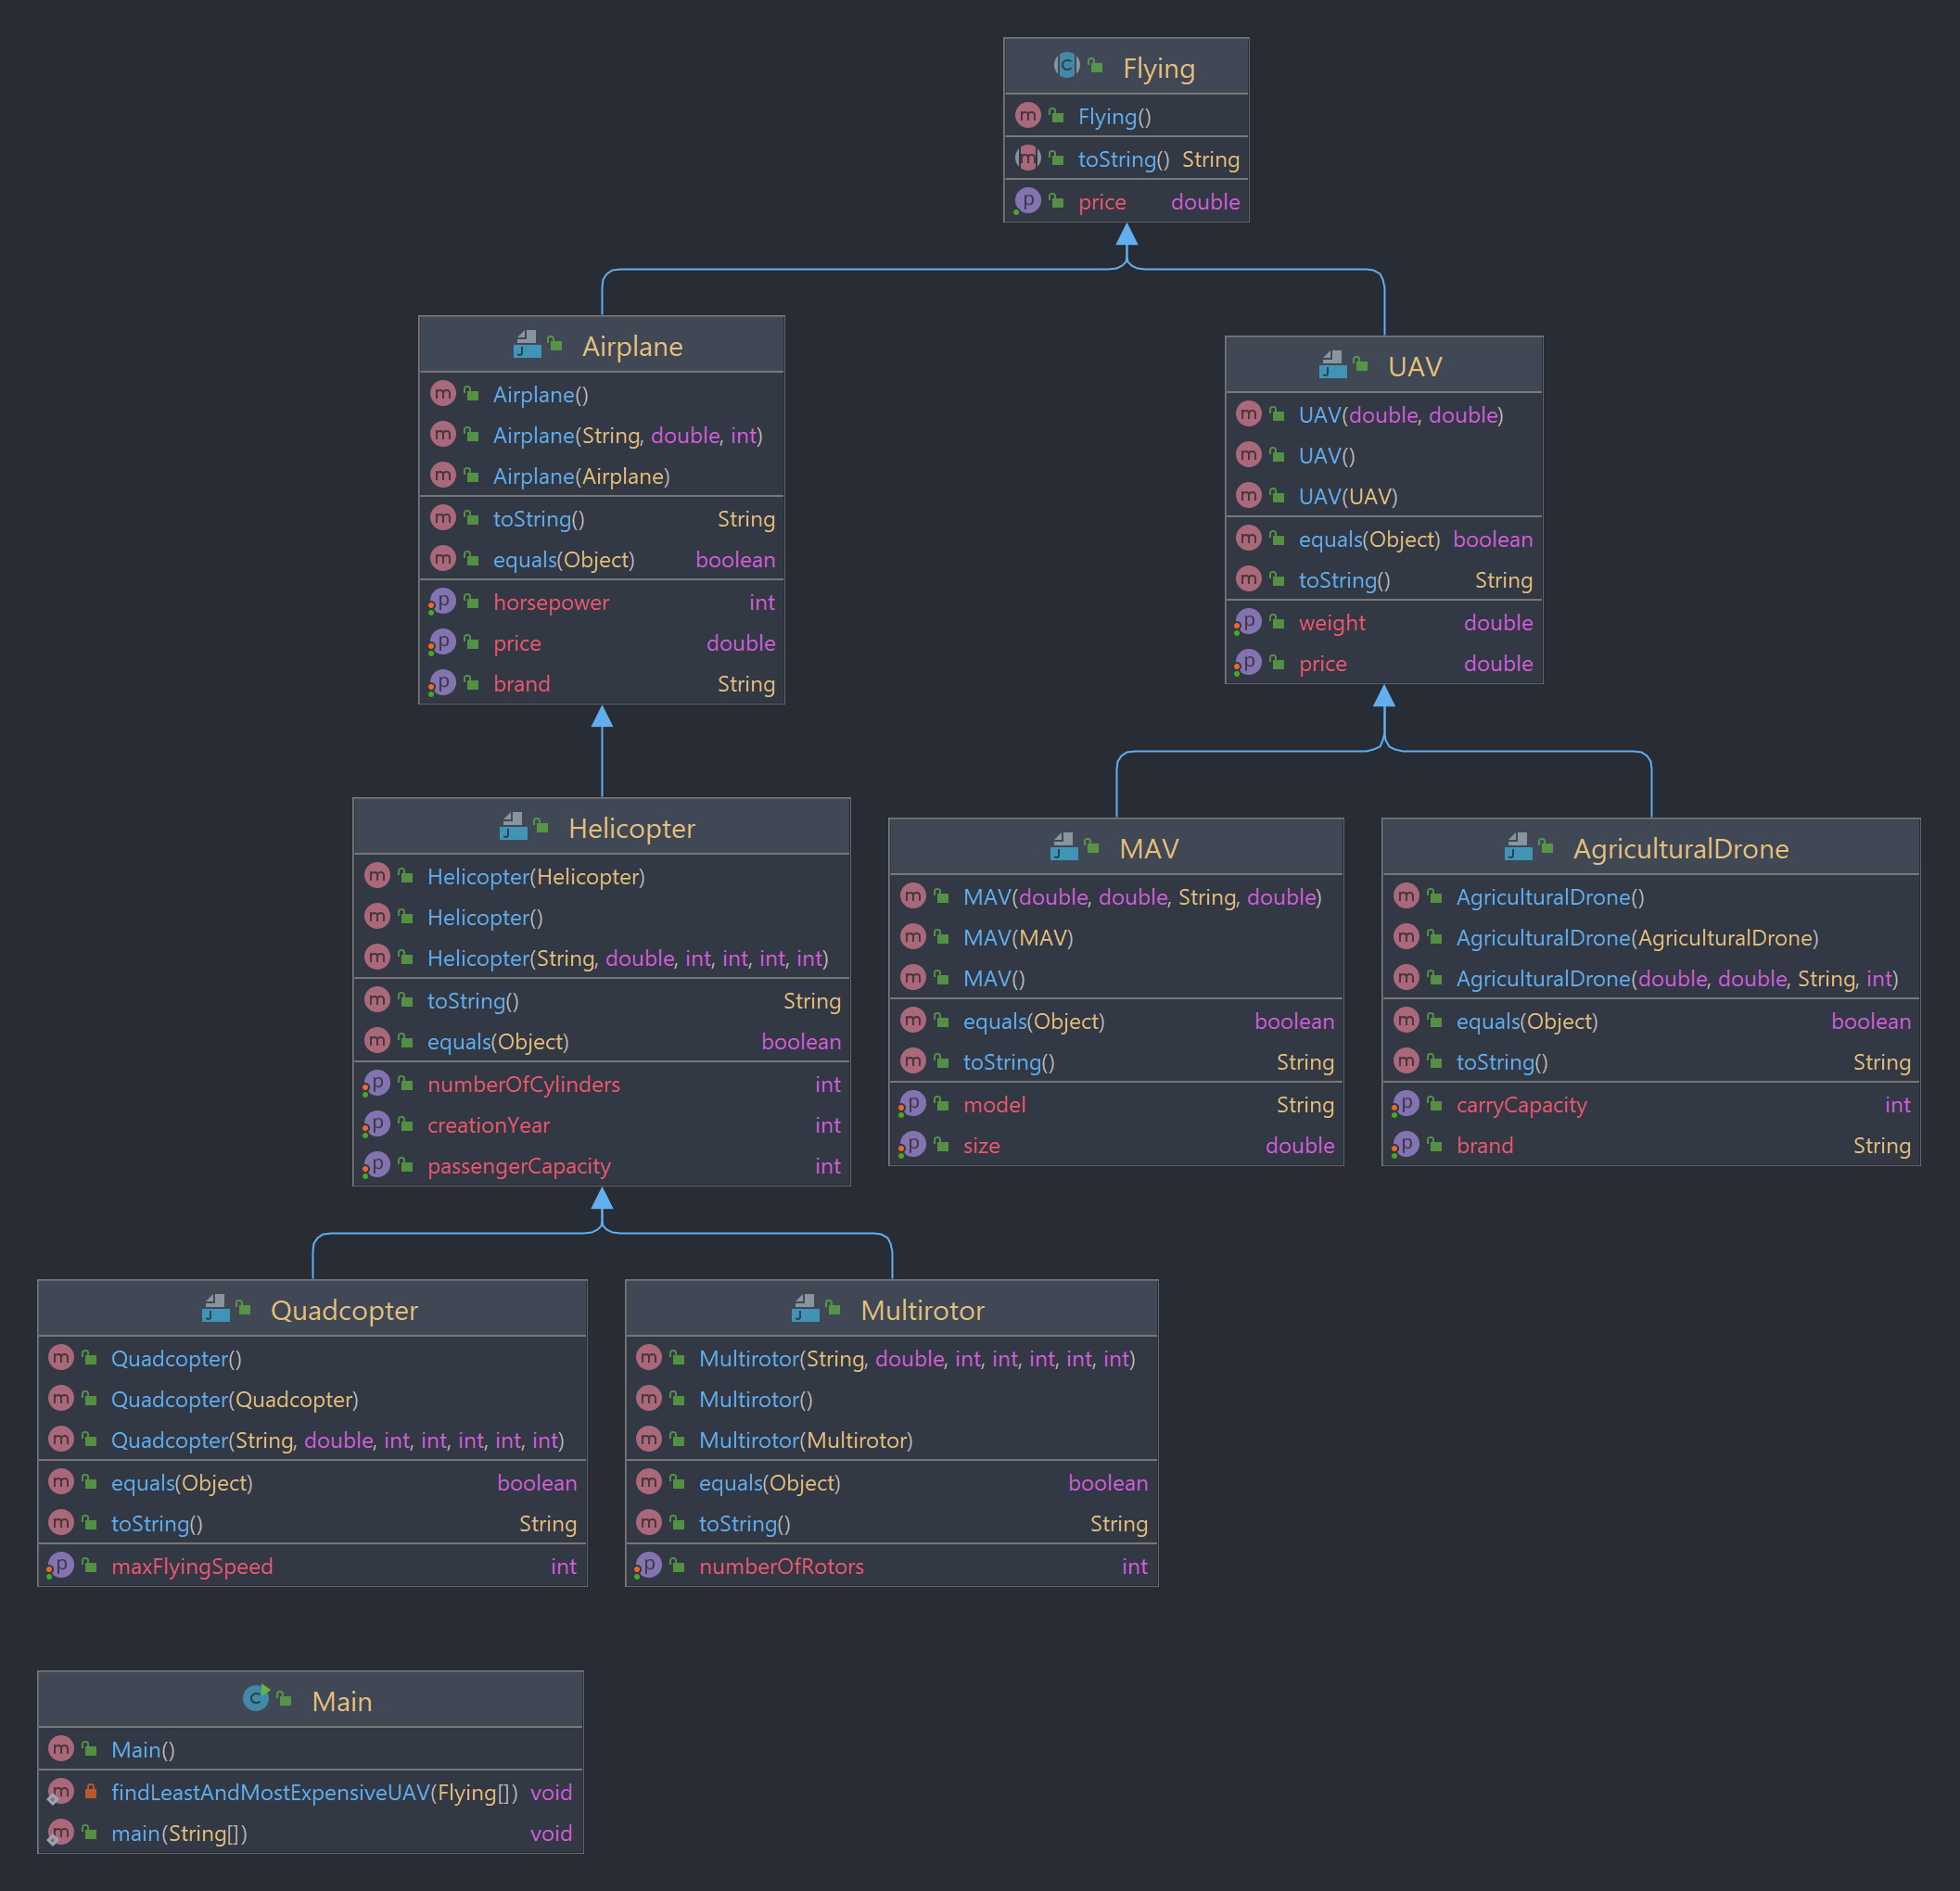 Flying
Flying()
toString() String
price double
Airplane
Airplane()
Airplane(String, double, int)
Airplane(Airplane)
toString() String
equals(Object) boolean
horsepower int
price double
brand String
UAV
UAV(double, double)
UAV()
UAV(UAV)
equals(Object) boolean
toString() String
weight double
price double
Helicopter
Helicopter(Helicopter)
Helicopter()
Helicopter(String, double, int, int, int, int)
toString() String
equals(Object) boolean
numberOfCylinders int
creationYear int
passengerCapacity int
MAV
MAV(double, double, String, double)
MAV(MAV)
MAV()
equals(Object) boolean
toString() String
model String
size double
AgriculturalDrone
AgriculturalDrone()
AgriculturalDrone(AgriculturalDrone)
AgriculturalDrone(double, double, String, int)
equals(Object) boolean
toString() String
carryCapacity int
brand String
Quadcopter
Quadcopter()
Quadcopter(Quadcopter)
Quadcopter(String, double, int, int, int, int, int)
equals(Object) boolean
toString() String
maxFlyingSpeed int
Multirotor
Multirotor(String, double, int, int, int, int, int)
Multirotor()
Multirotor(Multirotor)
equals(Object) boolean
toString() String
numberOfRotors int
Main
Main()
findLeastAndMostExpensiveUAV(Flying[]) void
main(String[]) void